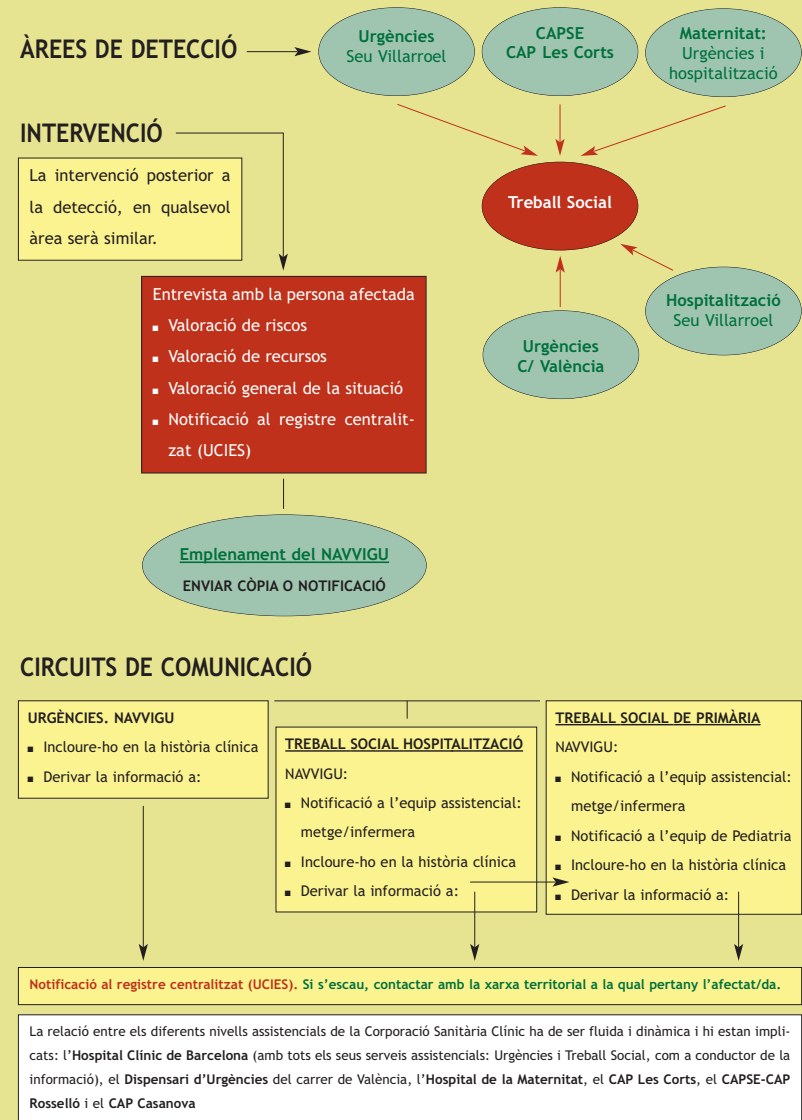 ÀREES DE DETECCIÓ
Urgències
Seu Villarroel
CAPSE
CAP Les Corts
Maternitat:
Urgències i
hospitalització
INTERVENCIÓ
La intervenció posterior a
la detecció, en qualsevol
àrea serà similar.
Treball Social
Entrevista amb la persona afectada
▪ Valoració de riscos
▪ Valoració de recursos
▪ Valoració general de la situació
▪ Notificació al registre centralit-
zat (UCIES)
Hospitalització
Seu Villarroel
Urgències
C/ València
Emplenament del NAVVIGU
ENVIAR CÒPIA O NOTIFICACIÓ
CIRCUITS DE COMUNICACIÓ
URGÈNCIES. NAVVIGU
▪ Incloure-ho en la història clínica
▪ Derivar la informació a:
TREBALL SOCIAL HOSPITALITZACIÓ
NAVVIGU:
▪ Notificació a l'equip assistencial:
metge/infermera
▪ Incloure-ho en la història clínica
▪ Derivar la informació a:
TREBALL SOCIAL DE PRIMÀRIA
NAVVIGU:
▪ Notificació a l'equip assistencial:
metge/infermera
▪ Notificació a l'equip de Pediatria
▪ Incloure-ho en la història clínica
▪ Derivar la informació a:
Notificació al registre centralitzat (UCIES). Si s'escau, contactar amb la xarxa territorial a la qual pertany l'afectat/da.
La relació entre els diferents nivells assistencials de la Corporació Sanitària Clínic ha de ser fluida i dinàmica i hi estan impli-
cats: l'Hospital Clínic de Barcelona (amb tots els seus serveis assistencials: Urgències i Treball Social, com a conductor de la
informació), el Dispensari d'Urgències del carrer de València, l'Hospital de la Maternitat, el CAP Les Corts, el CAPSE-CAP
Rosselló i el CAP Casanova